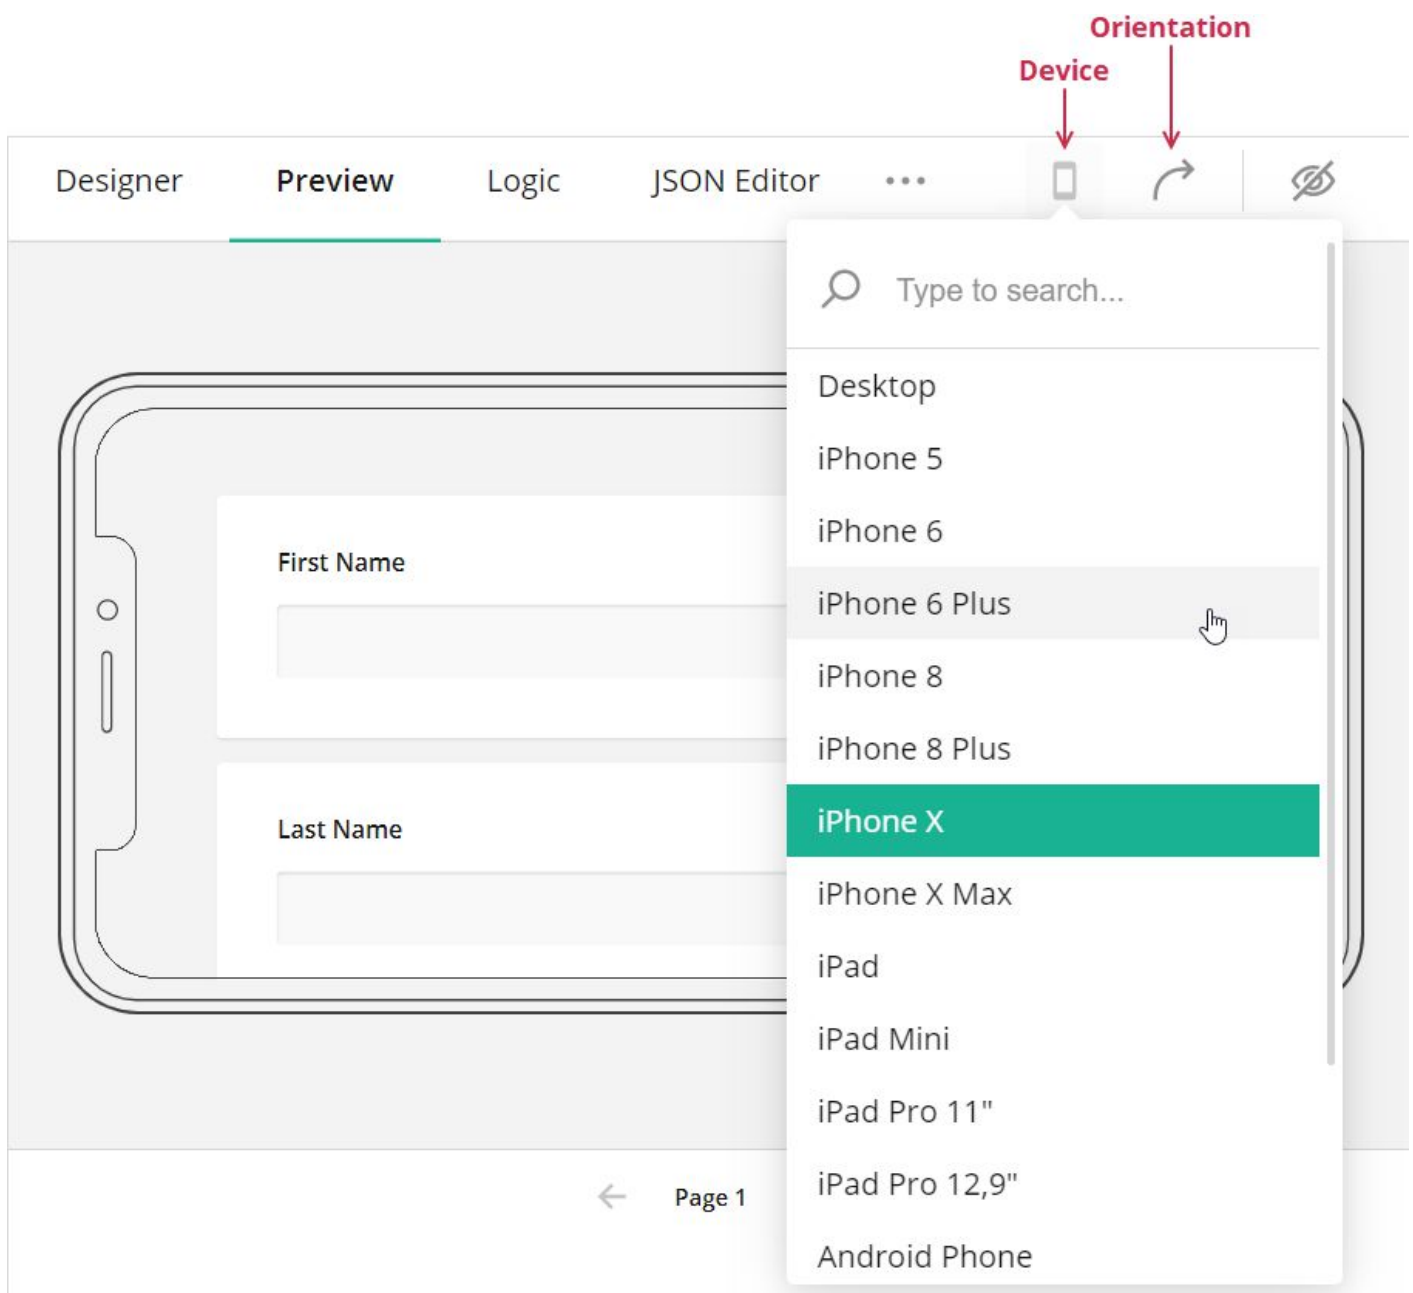 Orientation
Device
Designer Preview Logic JSON Editor
Type to search...
Desktop
iPhone 5
iPhone 6
First Name
iPhone 6 Plus
iPhone 8
iPhone 8 Plus
Last Name
iPhone X
iPhone X Max
iPad
iPad Mini
iPad Pro 11"
iPad Pro 12,9"
Page 1
Android Phone